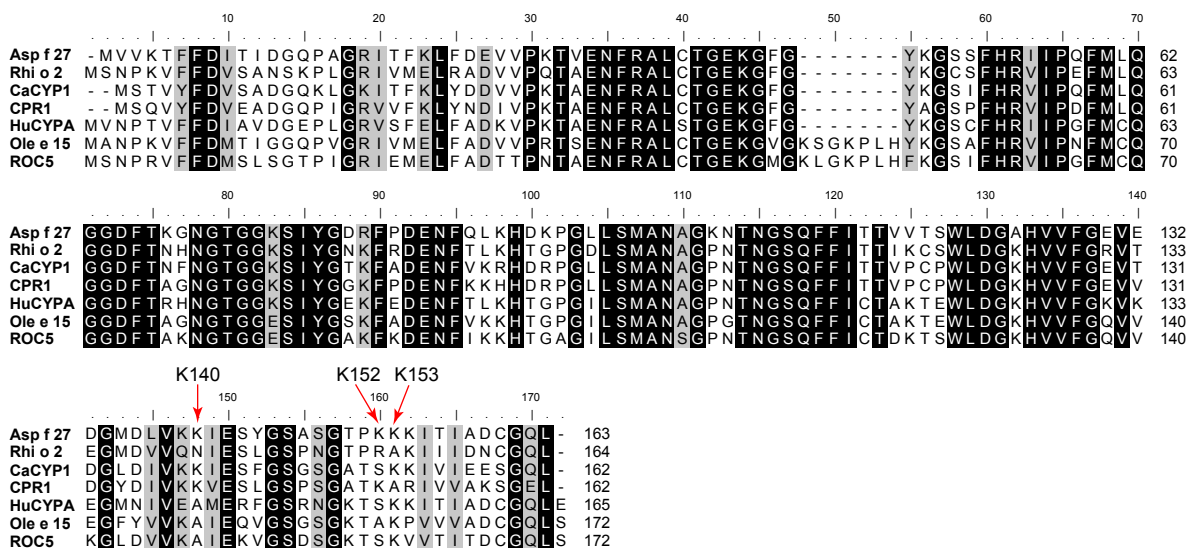 10 20 30 40 50 60 70
Asp f 27 -MVVKTFFDITIDGQPAGRITFKLFDEVVPKTVENFRALCTGEKGFG-------YKGSSFHRIIPQFMLQ 62
Rhi o 2 MSNPKVFFDVSANSKPLGRIVMELRADVVPQTAENFRALCTGEKGFG-------YKGCSFHRVIPEFMLQ 63
CaCYP1 --MSTVYFDVSADGQKLGKITFKLYDDVVPKTAENFRALCTGEKGFG-------YKGSIFHRVIPQFMLQ 61
CPR1 --MSQVYFDVEADGQPIGRVVFKLYNDIVPKTAENFRALCTGEKGFG-------YAGSPFHRVIPDFMLQ 61
HuCYPA MVNPTVFFDIAVDGEPLGRVSFELFADKVPKTAENFRALSTGEKGFG-------YKGSCFHRIIPGFMCQ 63
Ole e 15 MANPKVFFDMTIGGQPVGRIVMELFADVVPRTSENFRALCTGEKGVGKSGKPLHYKGSAFHRVIPNFMCQ 70
ROC5 MSNPRVFFDMSLSGTPIGRIEMELFADTTPNTAENFRALCTGEKGMGKLGKPLHFKGSIFHRVIPGFMCQ 70
80 90 100 110 120 130 140
Asp f 27 GGDFTKGNGTGGKSIYGDRFPDENFQLKHDKPGLLSMANAGKNTNGSQFFITTVVTSWLDGAHVVFGEVE 132
Rhi o 2 GGDFTNHNGTGGKSIYGNKFRDENFQLKHDKPGDLSMANAGPNTNGSQFFITTIKCSWLDGKHVVFGRVT 133
CaCYP1 GGDFTNFNGTGGKSIYGTKFADENFVKRHDRPGLLSMANAGPNTNGSQFFITTVPCPWLDGKHVVFGEVT 131
CPR1 GGDFTAGNGTGGKSIYGGKFPDENFKKHHDRPGLLSMANAGPNTNGSQFFITTVPCPWLDGKHVVFGEVV 131
HuCYPA GGDFTRHNGTGGKSIYGEKFEDENFTLKHTGPGILSMANAGPNTNGSQFFICTAKTEWLDGKHVVFGKVK 133
Ole e 15 GGDFTAGNGTGGESIYGSKFADENFVKKHTGPGILSMANAGPGTNGSQFFICTAKTEWLDGKHVVFGQVV 140
ROC5 GGDFTAKNGTGGESIYGAKFKDENFIKKHTGAGILSMANSGPNTNGSQFFICTDKTSWLDGKHVVFGQVV 140
K140 K152 K153
150 160 170
Asp f 27 DGMDLVKKIESYGSASGTPKKKITIADCGQL- 163
Rhi o 2 EGMDVVQNIESLGSPNGTPRAKIIIDNCGQL- 164
CaCYP1 DGLDIVKKIESFGSGSGATSKKIVIEESGQL- 162
CPR1 DGYDIVKKVESLGSPSGATKARIVVAKSGEL- 162
HuCYPA EGMNIVEAMERFGSRNGKTSKKITIADCGQLE 165
Ole e 15 EGFYVVKAIEQVGSGSGKTAKPVVVADCGQLS 172
ROC5 KGLDVVKAIEKVGSDSGKTSKVVTITDCGQLS 172